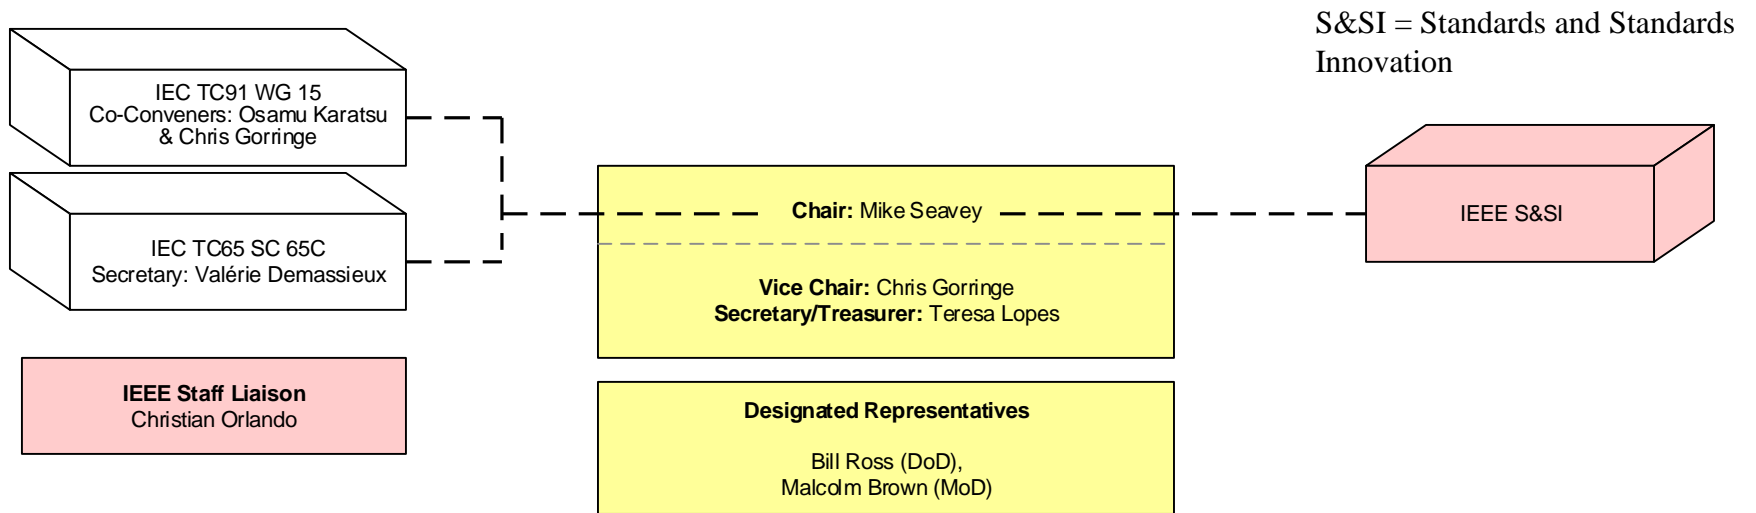 S&SI = Standards and Standards
Innovation
IEC TC91 WG 15
Co-Conveners: Osamu Karatsu
& Chris Gorringe
IEC TC65 SC 65C
Secretary: Valérie Demassieux
IEEE Staff Liaison
Christian Orlando
Chair: Mike Seavey
Vice Chair: Chris Gorringe
Secretary/Treasurer: Teresa Lopes
Designated Representatives
Bill Ross (DoD),
Malcolm Brown (MoD)
IEEE S&SI